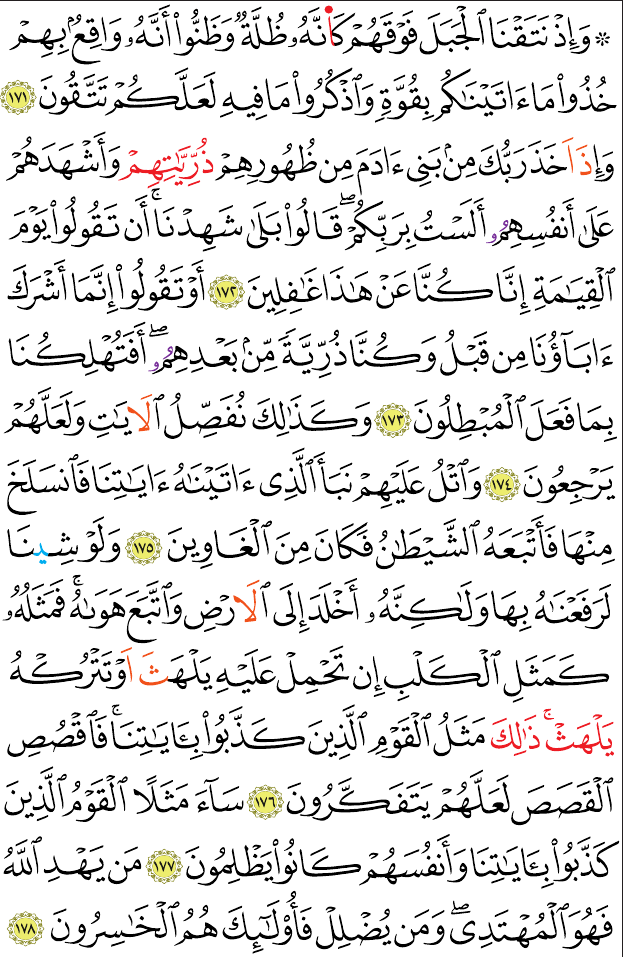 ۞ وَإِذْ نَتَقْنَا ٱلْجَبَلَ فَوْقَهُمْ كَأَنَّهُۥ ظُلَّةٌ وَظَنُّوٓا۟ أَنَّهُۥ وَاقِعٌۢ بِهِمْ
خُذُوا۟ مَا ءَاتَيْنَٰكُم بِقُوَّةٍ وَٱذْكُرُوا۟ مَا فِيهِ لَعَلَّكُمْ تَتَّقُونَ ١٧١
وَإِذَ اَ خَذَ رَبُّكَ مِنۢ بَنِى ءَادَمَ مِن ظُهُورِهِمْ ذُرِّيَّٰتِهِمْ وَأَشْهَدَهُمْ
عَلَىٰ أَنفُسِهِمُۥ أَلَسْتُ بِرَبِّكُمْ ۖ قَالُوا۟ بَلَىٰ شَهِدْنَا ۚ أَن تَقُولُوا۟ يَوْمَ
ٱلْقِيَٰمَةِ إِنَّا كُنَّا عَنْ هَٰذَا غَٰفِلِينَ ١٧٢ أَوْ تَقُولُوا۟ إِنَّمَا أَشْرَكَ
ءَابَآؤُنَا مِن قَبْلُ وَكُنَّا ذُرِّيَّةً مِّنۢ بَعْدِهِمُۥ ۖ أَفَتُهْلِكُنَا
بِمَا فَعَلَ ٱلْمُبْطِلُونَ ١٧٣ وَكَذَٰلِكَ نُفَصِّلُ ٱلَايَٰتِ وَلَعَلَّهُمْ
يَرْجِعُونَ ١٧٤ وَٱتْلُ عَلَيْهِمْ نَبَأَ ٱلَّذِى ءَاتَيْنَٰهُ ءَايَٰتِنَا فَٱنسَلَخَ
مِنْهَا فَأَتْبَعَهُ ٱلشَّيْطَٰنُ فَكَانَ مِنَ ٱلْغَاوِينَ ١٧٥ وَلَوْ شِينَا
لَرَفَعْنَٰهُ بِهَا وَلَٰكِنَّهُۥ أَخْلَدَ إِلَى ٱلَارْضِ وَٱتَّبَعَ هَوَىٰهُ ۚ فَمَثَلُهُۥ
كَمَثَلِ ٱلْكَلْبِ إِن تَحْمِلْ عَلَيْهِ يَلْهَثَ اَوْ تَتْرُكْهُ
يَلْهَثْ ۚ ذَٰلِكَ مَثَلُ ٱلْقَوْمِ ٱلَّذِينَ كَذَّبُوا۟ بِـَٔايَٰتِنَا ۚ فَٱقْصُصِ
ٱلْقَصَصَ لَعَلَّهُمْ يَتَفَكَّرُونَ ١٧٦ سَآءَ مَثَلًا ٱلْقَوْمُ ٱلَّذِينَ
كَذَّبُوا۟ بِـَٔايَٰتِنَا وَأَنفُسَهُمْ كَانُوا۟ يَظْلِمُونَ ١٧٧ مَن يَهْدِ ٱللَّهُ
فَهُوَ ٱلْمُهْتَدِى ۖ وَمَن يُضْلِلْ فَأُو۟لَٰٓئِكَ هُمُ ٱلْخَٰسِرُونَ ١٧٨